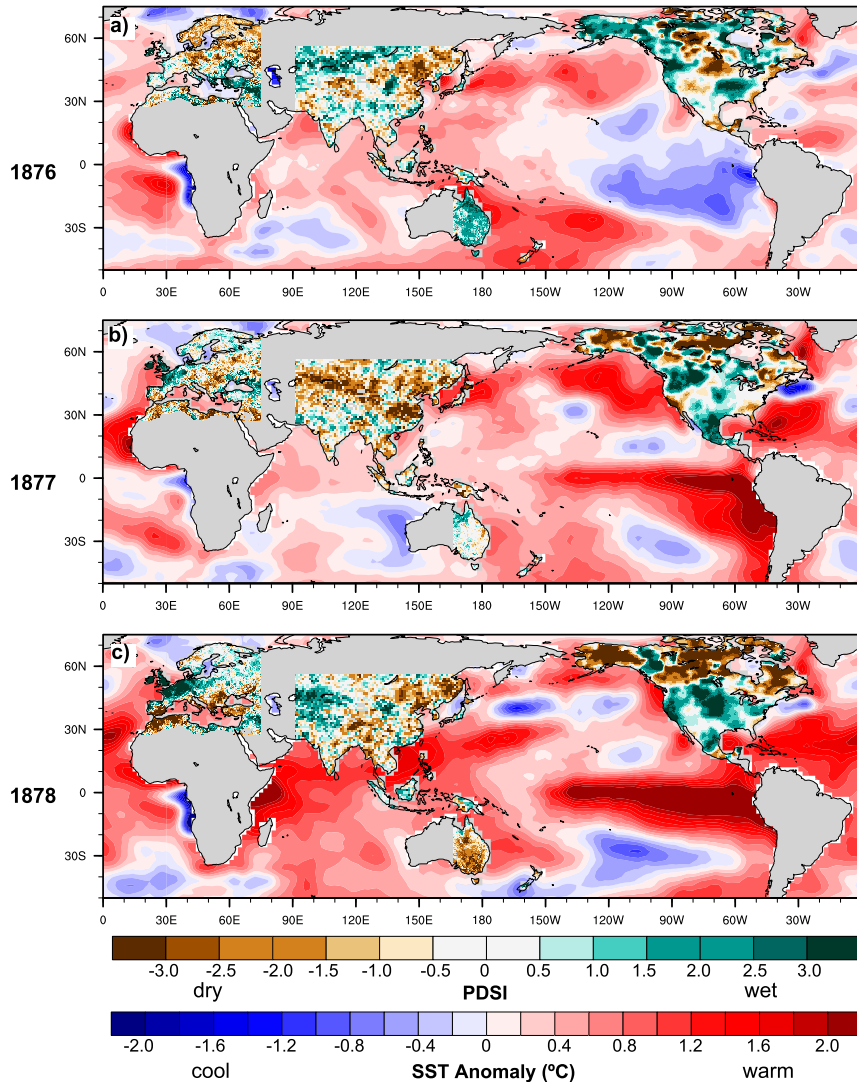 a)
60N
30N
0
30S
1876
0 30E 60E 90E 120E 150E 180 150W 120W 90W 60W 30W
b)
60N
30N
0
30S
1877
0 30E 60E 90E 120E 150E 180 150W 120W 90W 60W 30W
c)
60N
30N
0
30S
1878
0 30E 60E 90E 120E 150E 180 150W 120W 90W 60W 30W
-3.0 -2.5 -2.0 -1.5 -1.0 -0.5 0 0.5 1.0 1.5 2.0 2.5 3.0
dry PDSI wet
-2.0 -1.6 -1.2 -0.8 -0.4 0 0.4 0.8 1.2 1.6 2.0
cool SST Anomaly (ºC) warm